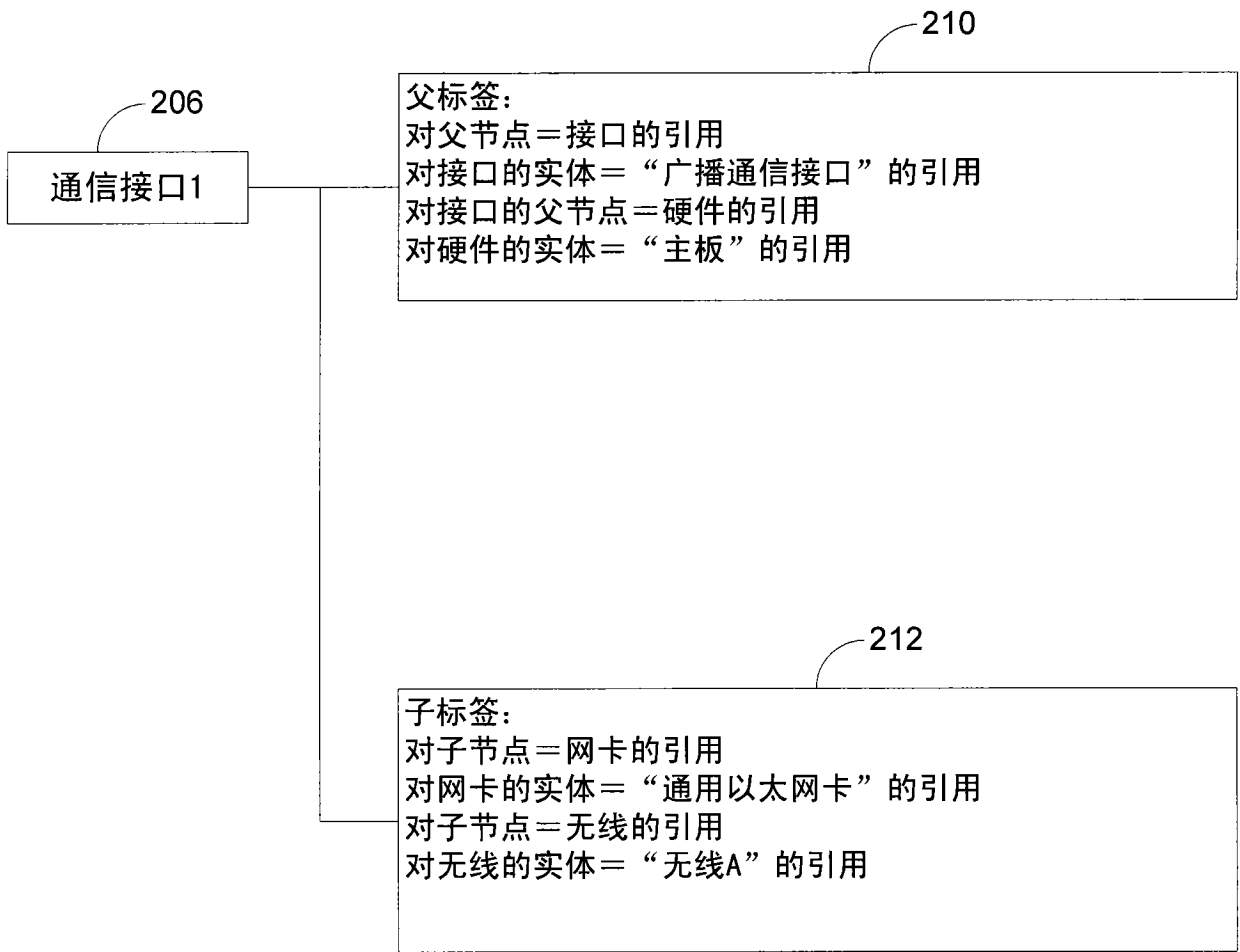 210
206
通信接口1
父标签：
对父节点＝接口的引用
对接口的实体＝“广播通信接口”的引用
对接口的父节点＝硬件的引用
对硬件的实体＝“主板”的引用
212
子标签：
对子节点＝网卡的引用
对网卡的实体＝“通用以太网卡”的引用
对子节点＝无线的引用
对无线的实体＝“无线A”的引用